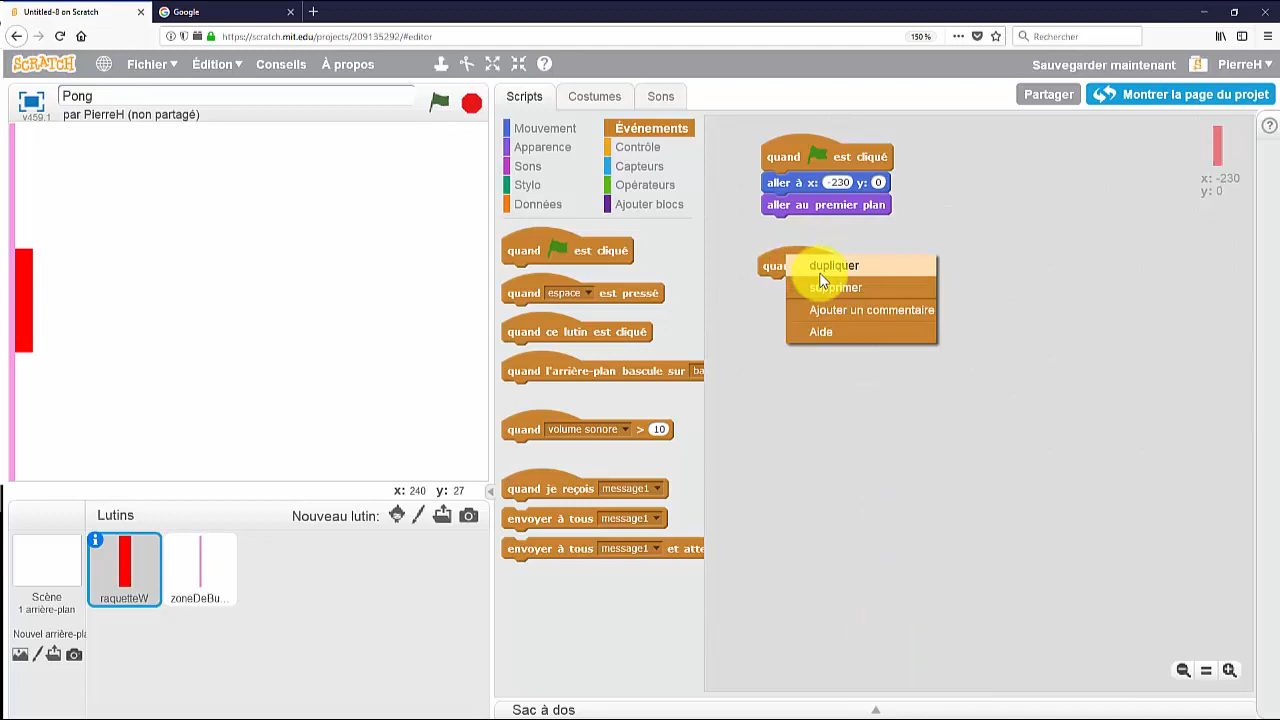 Untitled-8 on Scratch
Google
https://scratch.mit.edu/projects/209135292/#editor
150 %
Rechercher
SCRATCH
Fichier
Édition
Conseils
À propos
Sauvegarder maintenant
PierreH
Pong
par PierreH (non partagé)
v459.1
Scripts
Costumes
Sons
Partager
Montrer la page du projet
Mouvement
Apparence
Sons
Stylo
Données
Événements
Contrôle
Capteurs
Opérateurs
Ajouter blocs
quand est cliqué
quand espace est pressé
quand ce lutin est cliqué
quand l'arrière-plan bascule sur ba
quand volume sonore > 10
quand je reçois message1
envoyer à tous message1
envoyer à tous message1 et atte
quand est cliqué
aller à x: -230 y: 0
aller au premier plan
qua
dupliquer
supprimer
Ajouter un commentaire
Aide
x: -230
y: 0
x: 240 y: 27
Lutins
Nouveau lutin:
Scène
1 arrière-plan
Nouvel arrière-pla
raquetteW
zoneDeBu...
Sac à dos